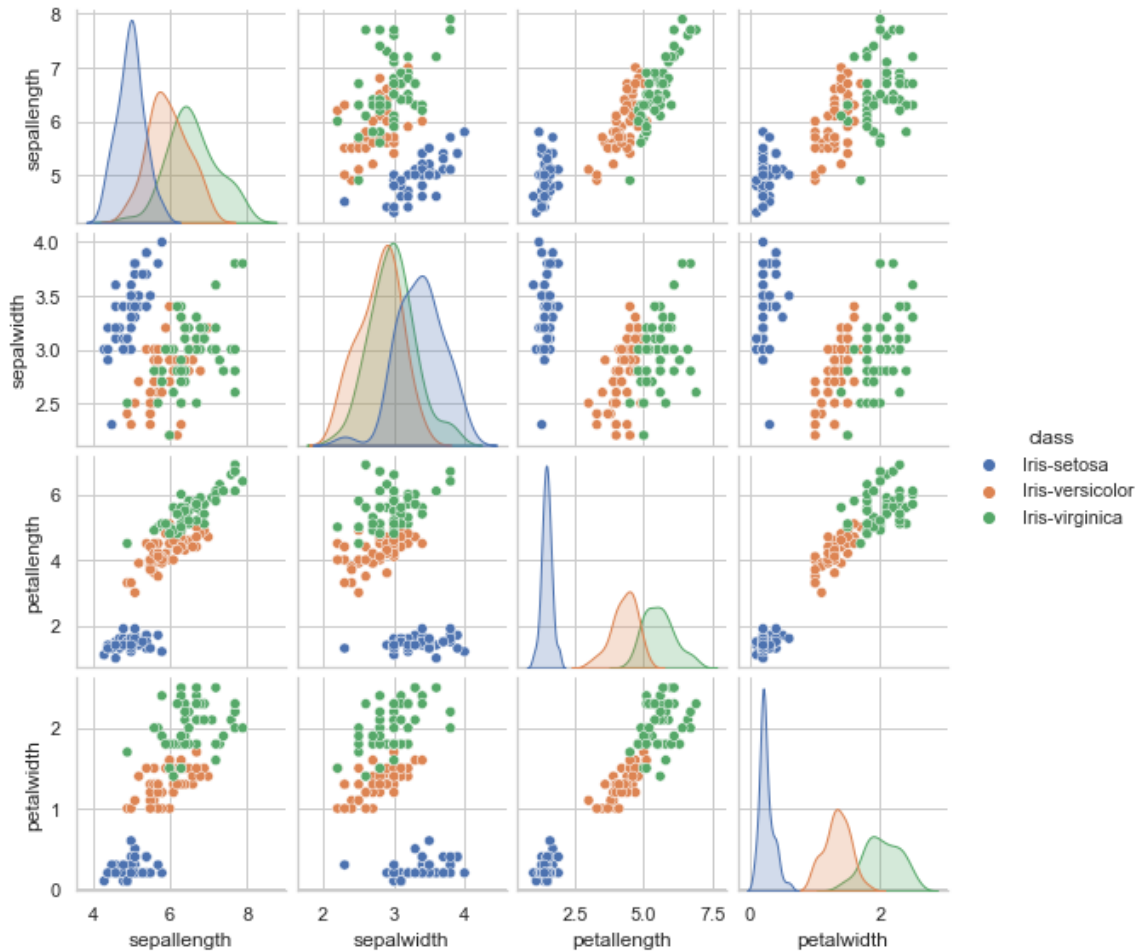 8
7
6
5
sepallength
4.0
3.5
3.0
2.5
sepalwidth
6
4
2
petallength
2
1
0
petalwidth
4 6 8
sepallength
2 3 4
sepalwidth
2.5 5.0 7.5
petallength
0 2
petalwidth
class
Iris-setosa
Iris-versicolor
Iris-virginica